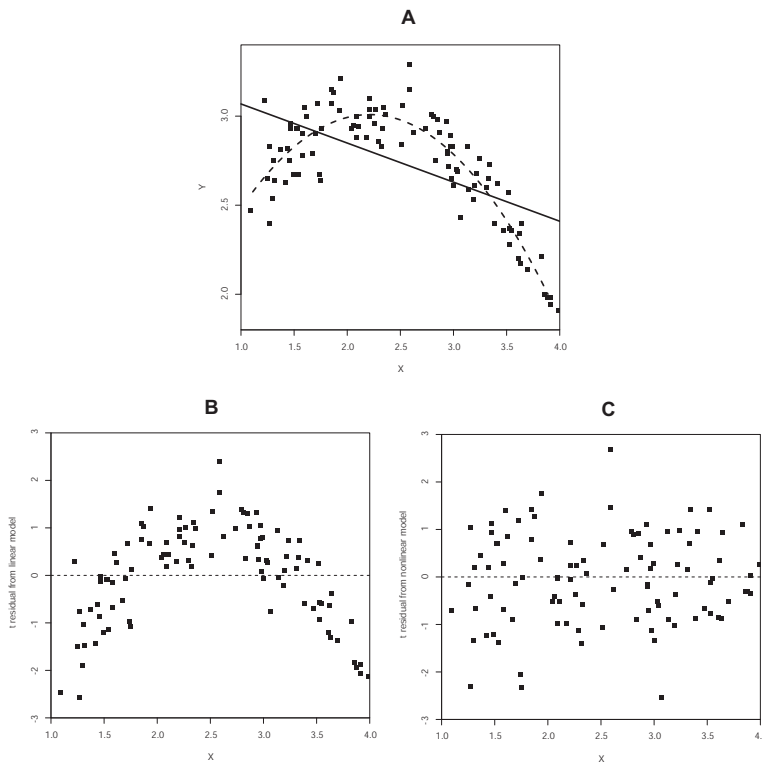 A
Y
3.0
2.5
2.0
1.0 1.5 2.0 2.5 3.0 3.5 4.0
X
B
t residual from linear model
3
2
1
0
-1
-2
-3
1.0 1.5 2.0 2.5 3.0 3.5 4.0
X
C
t residual from nonlinear model
3
2
1
0
-1
-2
-3
1.0 1.5 2.0 2.5 3.0 3.5 4.
X